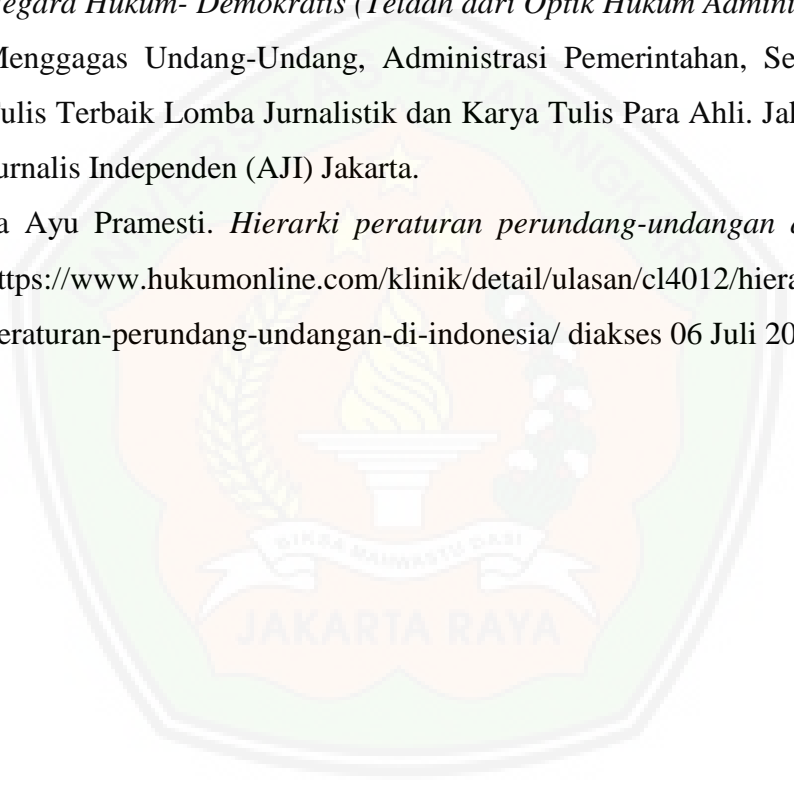 egara Hukum- Demokratis (Telaah dari Optik Hukum Admini
Menggagas Undang-Undang, Administrasi Pemerintahan, Se
ulis Terbaik Lomba Jurnalistik dan Karya Tulis Para Ahli. Jak
urnalis Independen (AJI) Jakarta.
a Ayu Pramesti. Hierarki peraturan perundang-undangan d
ttps://www.hukumonline.com/klinik/detail/ulasan/cl4012/hiera
eraturan-perundang-undangan-di-indonesia/ diakses 06 Juli 20
JAKARTA RAYA